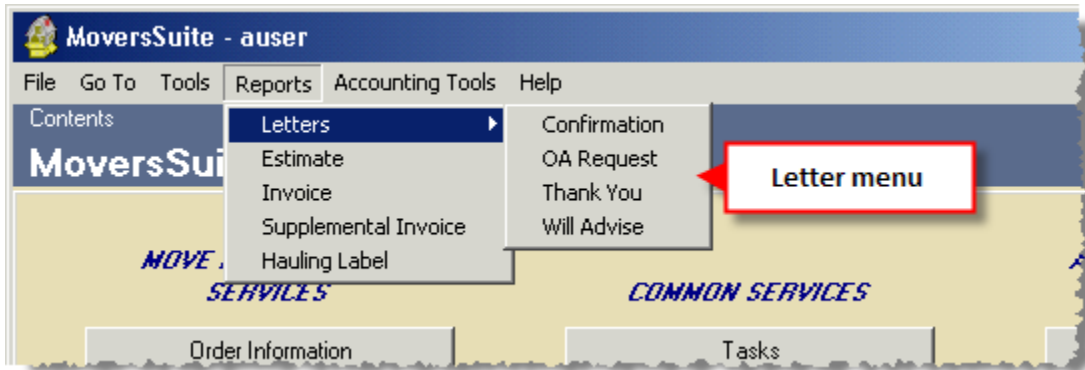 MoversSuite - auser
File Go To Tools Reports Accounting Tools Help
Contents
MoversSui
Letters
Estimate
Invoice
Supplemental Invoice
Hauling Label
Confirmation
OA Request
Thank You
Will Advise
Letter menu
MOVE
SERVICES
COMMON SERVICES
Order Information
Tasks